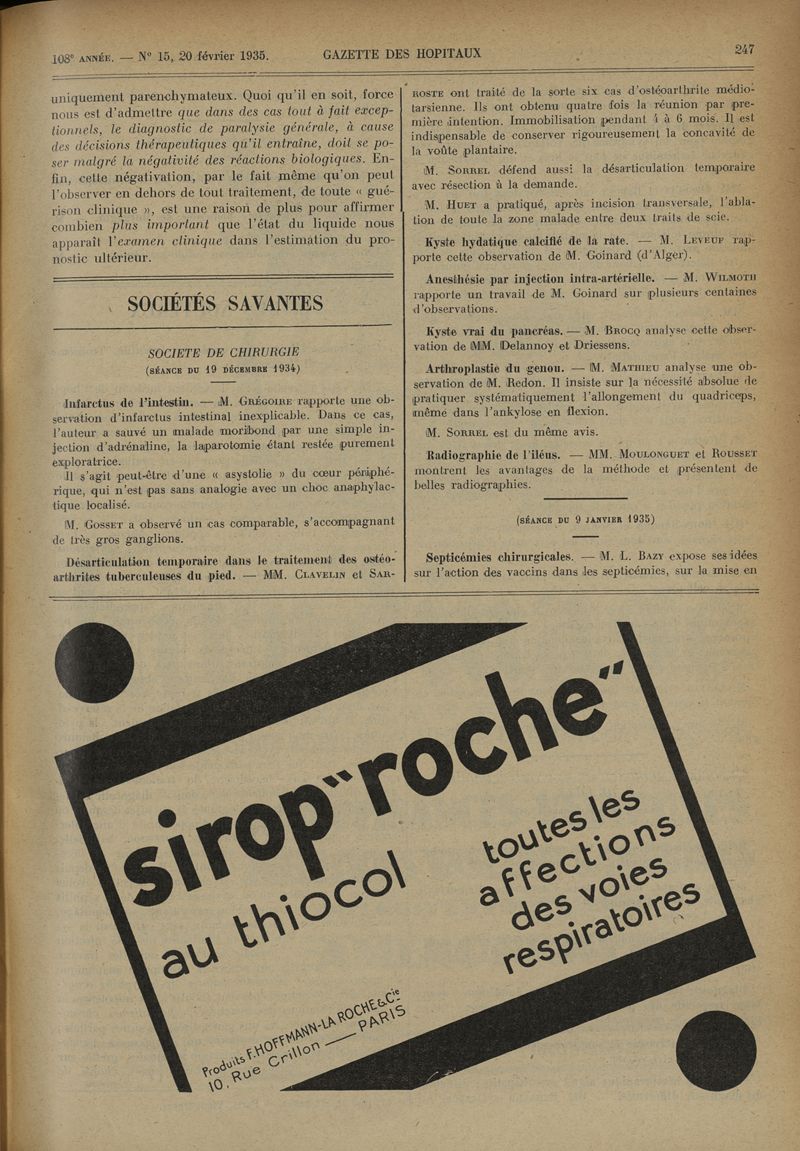 108e ANNÉE. — N° 15, 20 février 1935.
GAZETTE DES HOPITAUX
247
uniquement parenchymateux. Quoi qu'il en soit, force
nous est d'admettre que dans des cas tout à fait excep-
tionnels, le diagnostic de paralysie générale, à cause
des décisions thérapeutiques qu'il entraîne, doit se po-
ser malgré la négativité des réactions biologiques. En-
fin, cette négativation, par le fait même qu'on peut
l'observer en dehors de tout traitement, de toute « gué-
rison clinique », est une raison de plus pour affirmer
combien plus important que l'état du liquide nous
apparaît l'examen clinique dans l'estimation du pro-
nostic ultérieur.
SOCIÉTÉS SAVANTES
SOCIETE DE CHIRURGIE
(SÉANCE DU 19 DÉCEMBRE 1934)
Infarctus de l'intestin. — M. GRÉGOIRE rapporte une ob-
servation d'infarctus intestinal inexplicable. Dans ce cas,
l'auteur a sauvé un malade moribond par une simple in-
jection d'adrénaline, la laparotomie étant restée purement
exploratrice.
Il s'agit peut-être d'une « asystolie » du cœur périphé-
rique, qui n'est pas sans analogie avec un choc anaphylac-
tique localisé.
M. GOSSET a observé un cas comparable, s'accompagnant
de très gros ganglions.
Désarticulation temporaire dans le traitement des ostéo-
arthrites tuberculeuses du pied. — MM. CLAVELIN et SAR-
ROSTE ont traité de la sorte six cas d'ostéoarthrite médio-
tarsienne. Ils ont obtenu quatre fois la réunion par pre-
mière intention. Immobilisation pendant 4 à 6 mois. Il est
indispensable de conserver rigoureusement la concavité de
la voûte plantaire.
M. SORREL défend aussi la désarticulation temporaire
avec résection à la demande.
M. HUET a pratiqué, après incision transversale, l'abla-
tion de toute la zone malade entre deux traits de scie.
Kyste hydatique calcifié de la rate. — M. LEVEUF rap-
porte cette observation de M. Goinard (d'Alger).
Anesthésie par injection intra-artérielle. — M. WILMOTH
rapporte un travail de M. Goinard sur plusieurs centaines
d'observations.
Kyste vrai du pancréas. — M. BROCQ analyse cette obser-
vation de MM. Delannoy et Driessens.
Arthroplastie du genou. — M. MATHIEU analyse une ob-
servation de M. Redon. Il insiste sur la nécessité absolue de
pratiquer systématiquement l'allongement du quadriceps,
même dans l'ankylose en flexion.
M. SORREL est du même avis.
Radiographie de l'iléus. — MM. MOULONGUET et ROUSSET
montrent les avantages de la méthode et présentent de
belles radiographies.
(SÉANCE DU 9 JANVIER 1935)
Septicémies chirurgicales. — M. L. BAZY expose ses idées
sur l'action des vaccins dans les septicémies, sur la mise en
sirop "roche"
au thiocol
toutes les
affections
des voies
respiratoires
Produits F. HOFFMANN-LA ROCHE & Cie
10, Rue Crillon — PARIS